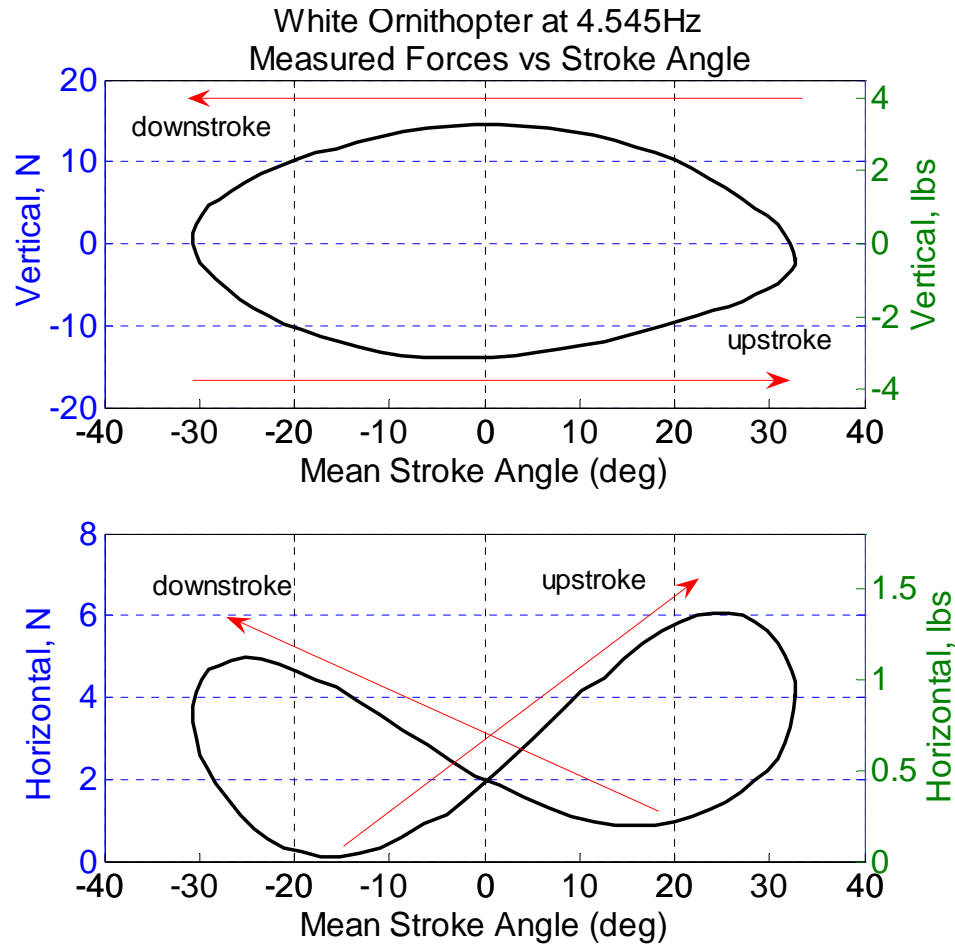 White Ornithopter at 4.545Hz
Measured Forces vs Stroke Angle
20
10
0
-10
-20
Vertical, N
4
2
0
-2
-4
Vertical, lbs
downstroke
upstroke
-40 -30 -20 -10 0 10 20 30 40
Mean Stroke Angle (deg)
8
6
4
2
0
Horizontal, N
1.5
1
0.5
0
Horizontal, lbs
downstroke
upstroke
-40 -30 -20 -10 0 10 20 30 40
Mean Stroke Angle (deg)